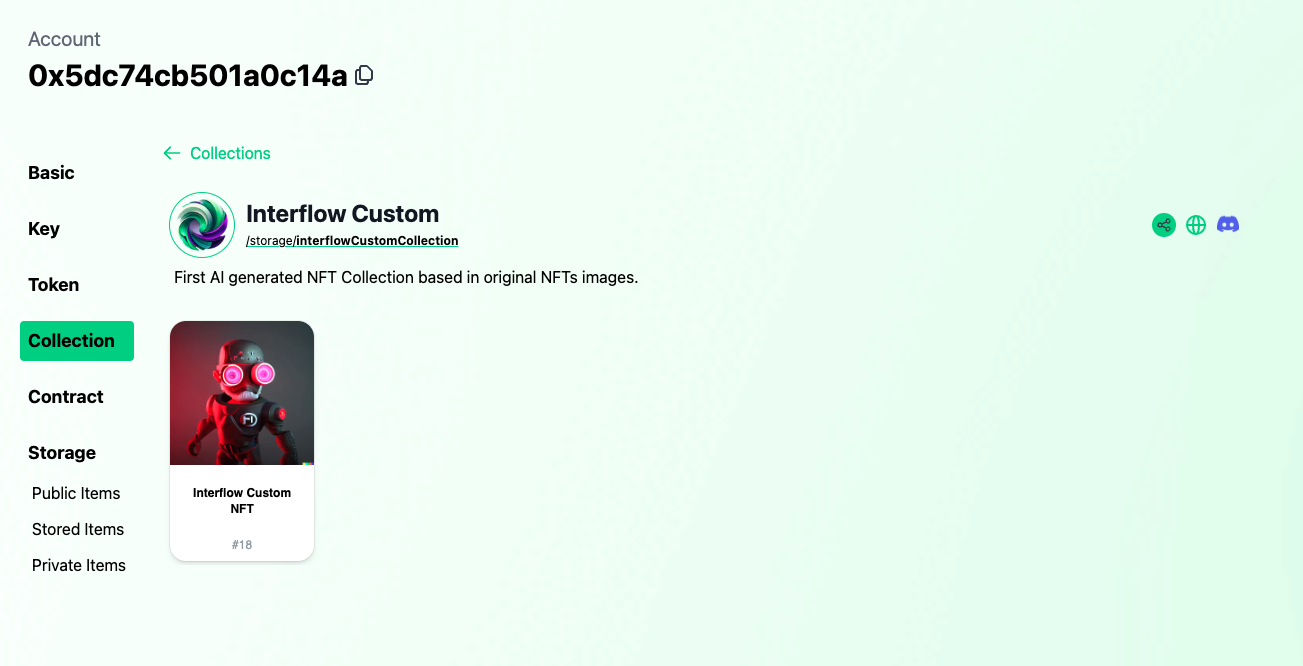 Account
0x5dc74cb501a0c14a
Collections
Basic
Interflow Custom
/storage/interflowCustomCollection
Key
First AI generated NFT Collection based in original NFTs images.
Token
Collection
Contract
Storage
Public Items
Stored Items
Private Items
Interflow Custom
NFT
#18